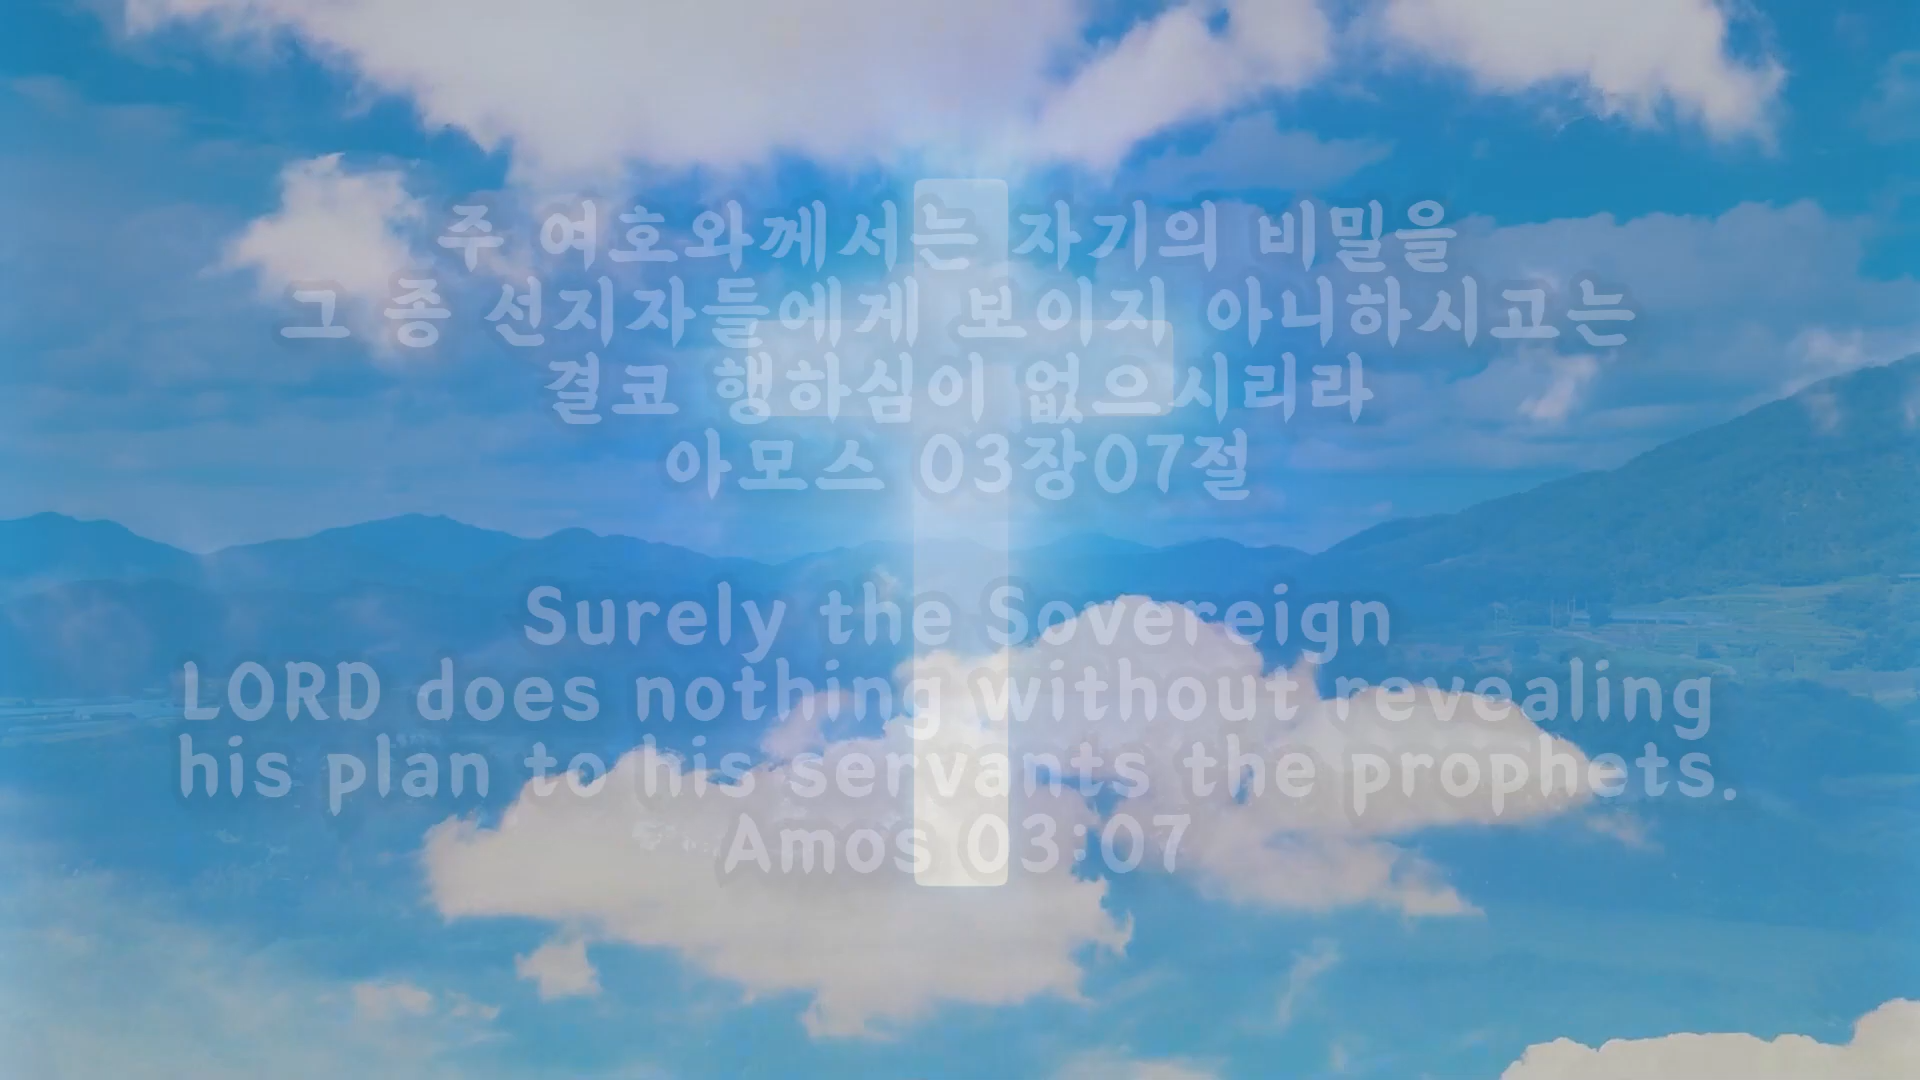 주 여호와께서는 자기의 비밀을
그 종 선지자들에게 보이지 아니하시고는
결코 행하심이 없으시리라
아모스 03장07절
Surely the Sovereign
LORD does nothing without revealing
his plan to his servants the prophets.
Amos 03:07